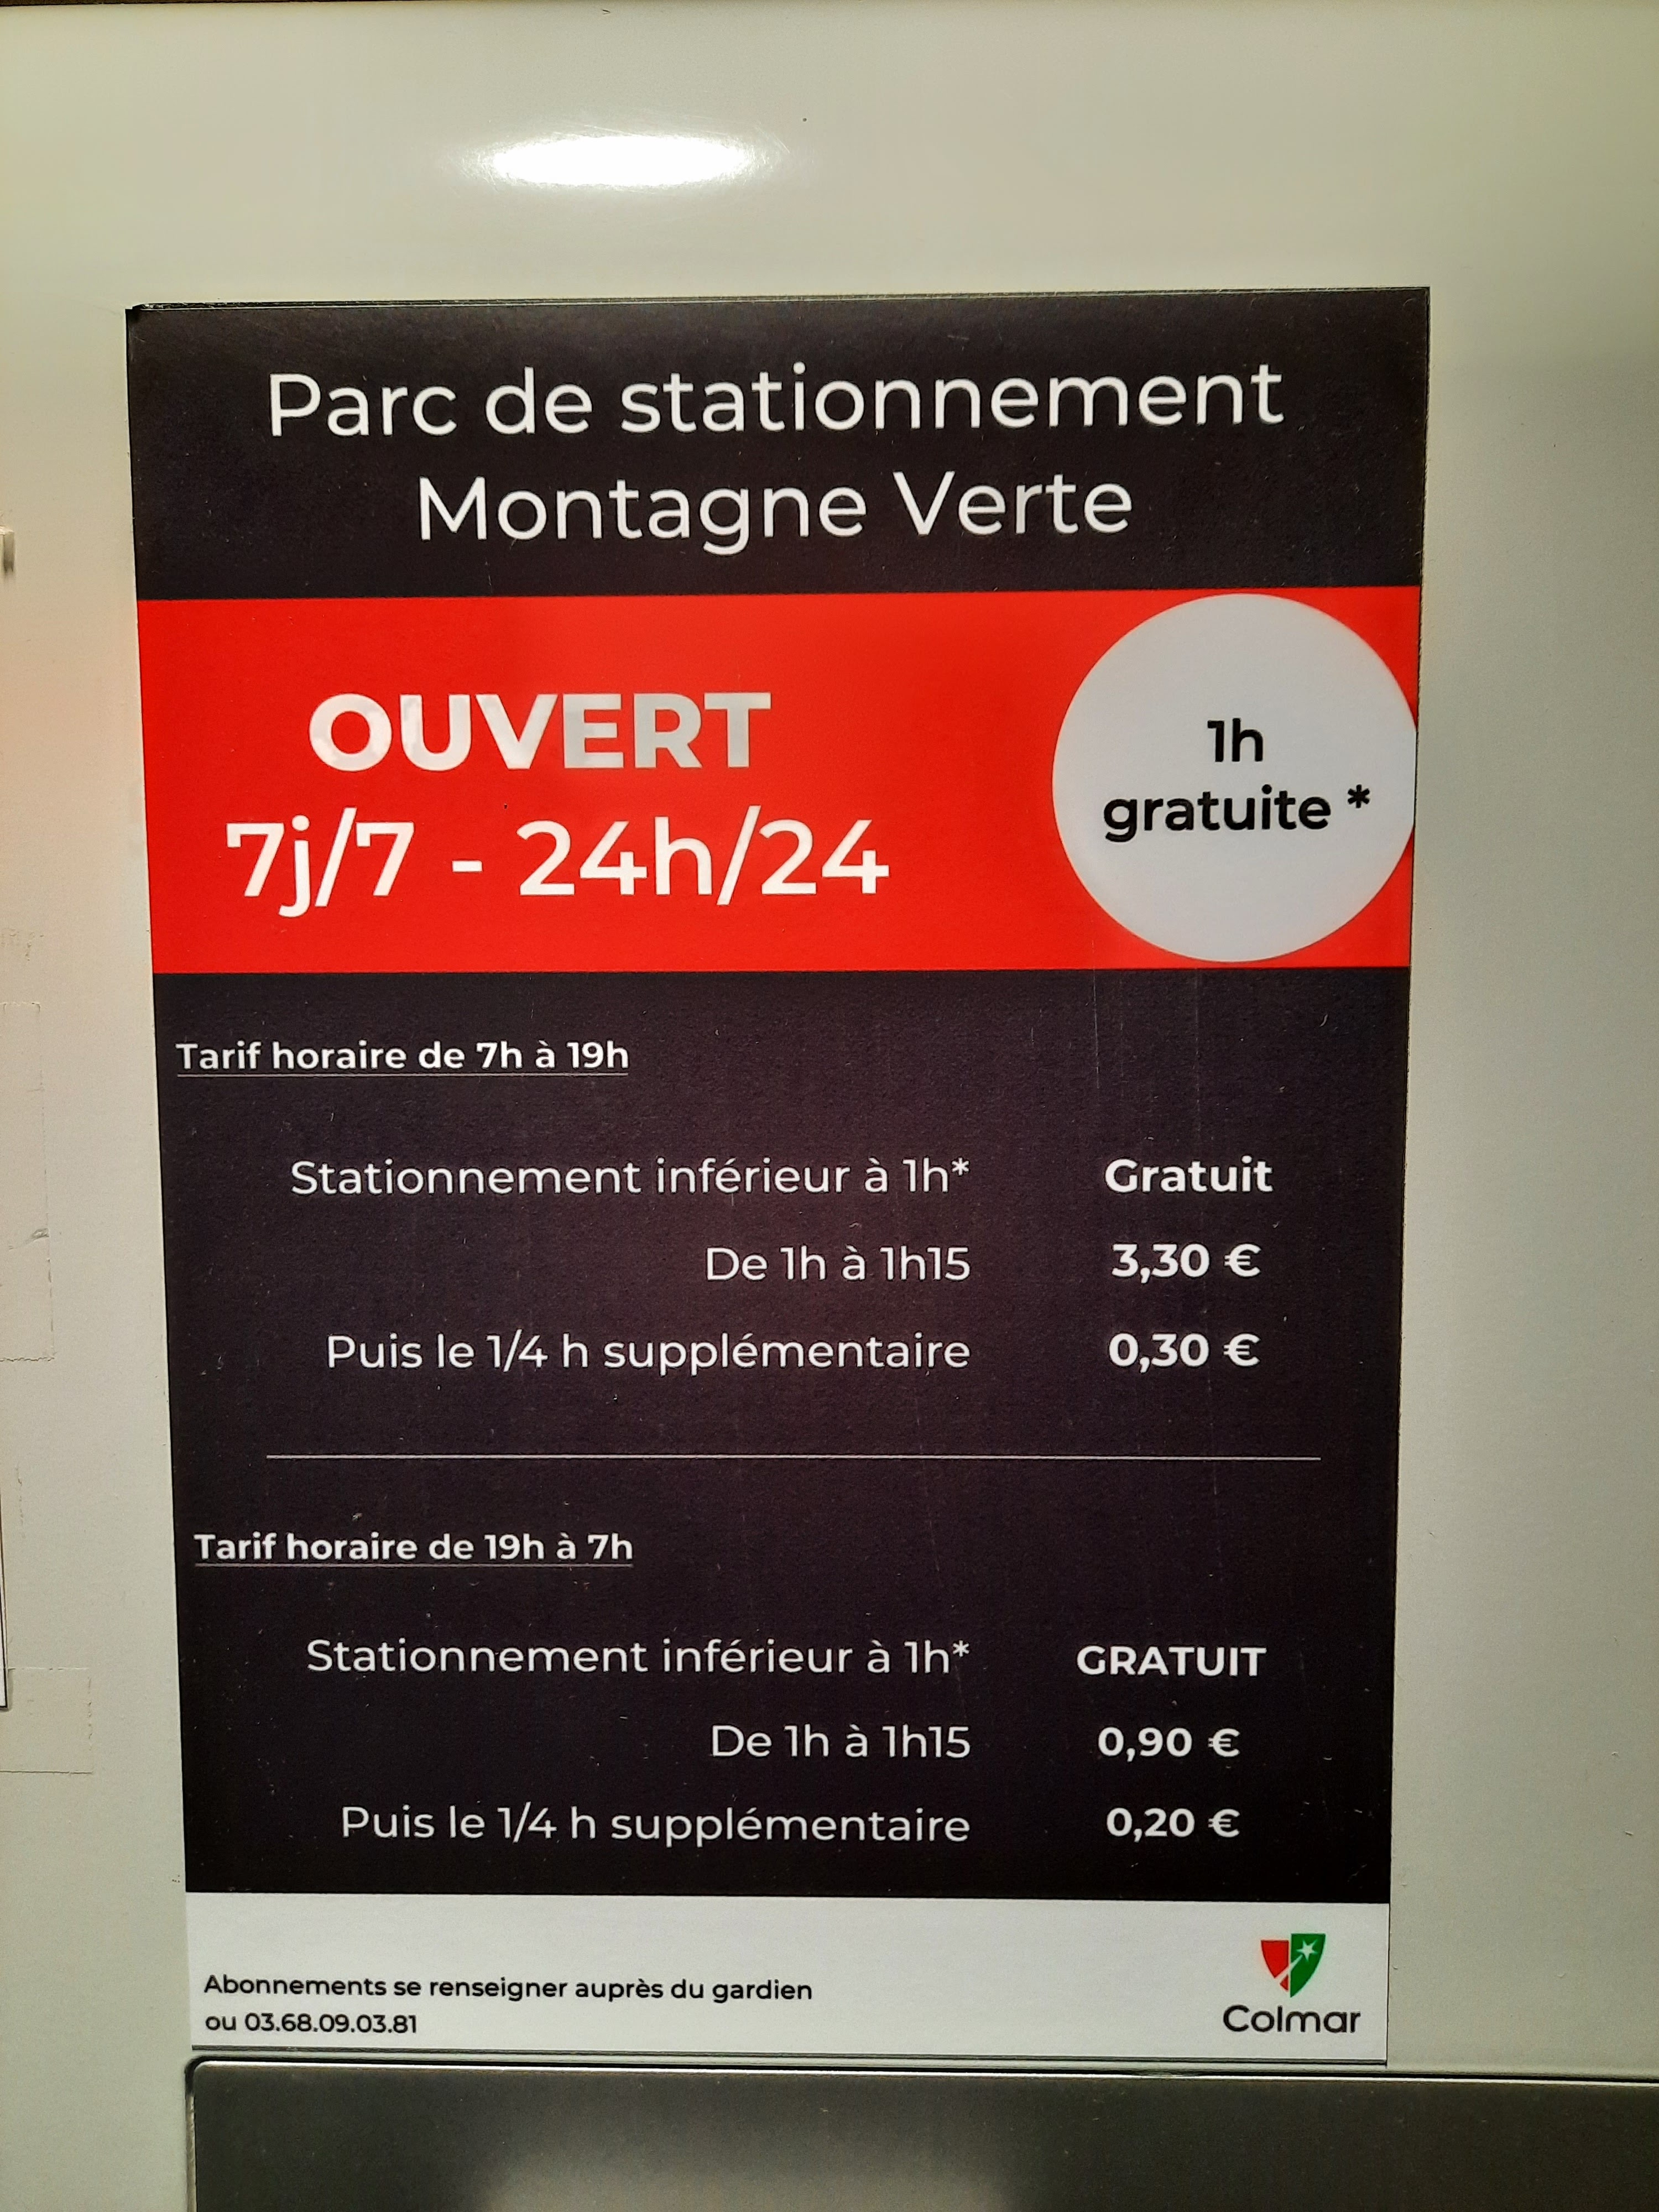 Parc de stationnement
Montagne Verte
OUVERT
7j/7 - 24h/24
1h
gratuite *
Tarif horaire de 7h à 19h
Stationnement inférieur à 1h* Gratuit
De 1h à 1h15 3,30 €
Puis le 1/4 h supplémentaire 0,30 €
Tarif horaire de 19h à 7h
Stationnement inférieur à 1h* GRATUIT
De 1h à 1h15 0,90 €
Puis le 1/4 h supplémentaire 0,20 €
Abonnements se renseigner auprès du gardien
ou 03.68.09.03.81
Colmar